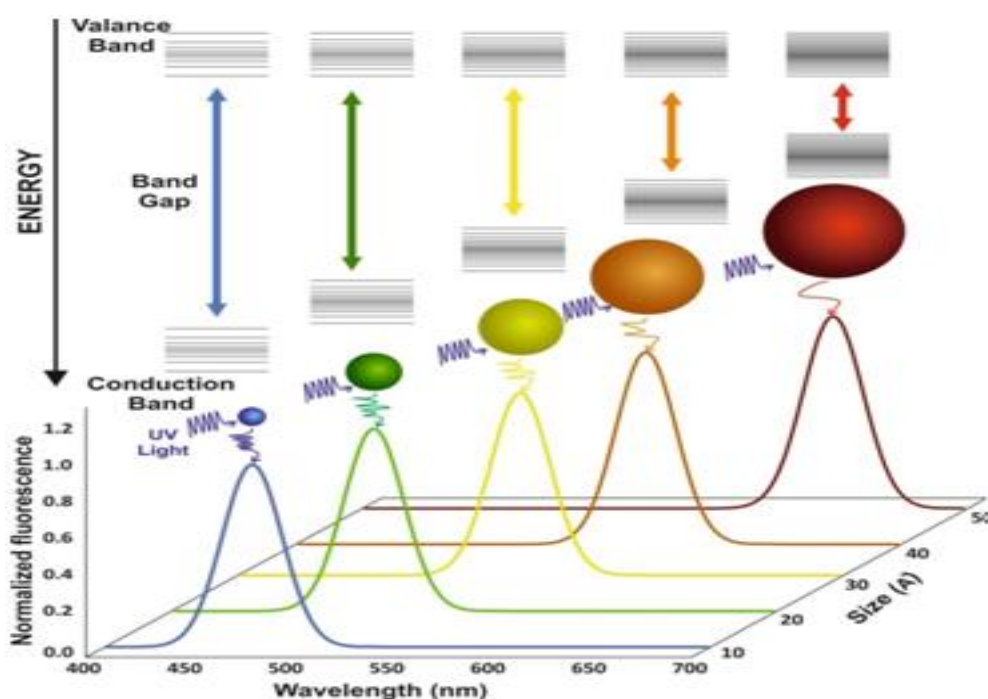 Valance
Band
ENERGY
Band
Gap
Conduction
Band
UV
Light
Normalized fluorescence
1.2
1.0
0.8
0.6
0.4
0.2
0.0
400 450 500 550 600 650 700
Wavelength (nm)
10
20
30
40
50
Size (A)